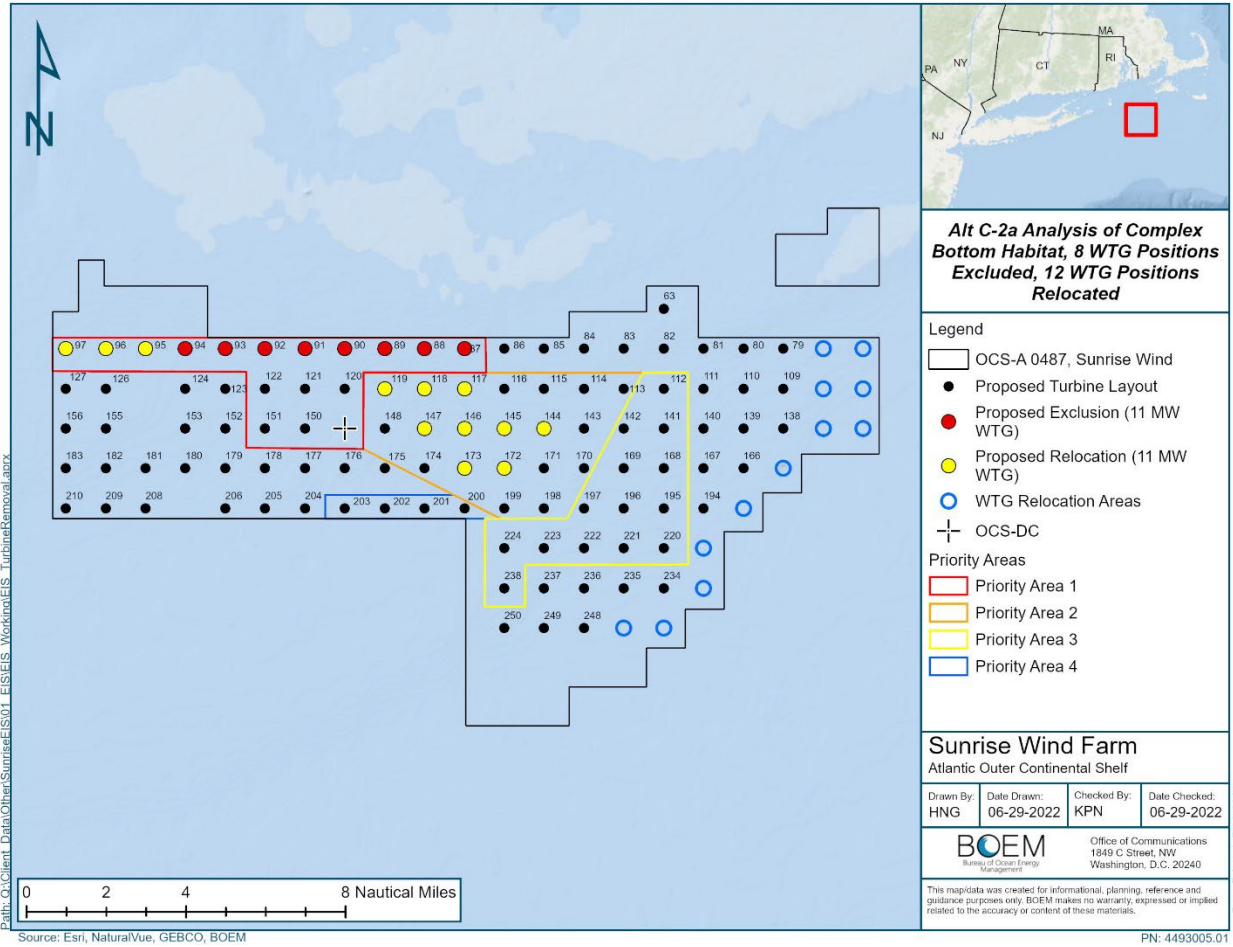 N
63
84
83
82
97
96
95
94
93
92
91
90
89
88
87
86
85
81
80
79
127
126
124
123
122
121
120
119
118
117
116
115
114
113
112
111
110
109
156
155
153
152
151
150
148
147
146
145
144
143
142
141
140
139
138
183
182
181
180
179
178
177
176
175
174
173
172
171
170
169
168
167
166
210
209
208
206
205
204
203
202
201
200
199
198
197
196
195
194
224
223
222
221
220
238
237
236
235
234
250
249
248
0 2 4 8 Nautical Miles
Path: Q:\Client_Data\Other\SunriseEIS\01_EIS\EIS_Working\EIS_TurbineRemoval.aprx
Source: Esri, NaturalVue, GEBCO, BOEM
MA
NY
CT
RI
PA
NJ
Alt C-2a Analysis of Complex
Bottom Habitat, 8 WTG Positions
Excluded, 12 WTG Positions
Relocated
Legend
OCS-A 0487, Sunrise Wind
Proposed Turbine Layout
Proposed Exclusion (11 MW
WTG)
Proposed Relocation (11 MW
WTG)
WTG Relocation Areas
OCS-DC
Priority Areas
Priority Area 1
Priority Area 2
Priority Area 3
Priority Area 4
Sunrise Wind Farm
Atlantic Outer Continental Shelf
Drawn By:
HNG
Date Drawn:
06-29-2022
Checked By:
KPN
Date Checked:
06-29-2022
BOEM
Bureau of Ocean Energy
Management
Office of Communications
1849 C Street, NW
Washington, D.C. 20240
This map/data was created for informational, planning, reference and
guidance purposes only. BOEM makes no warranty, expressed or implied
related to the accuracy or content of these materials.
PN: 4493005.01